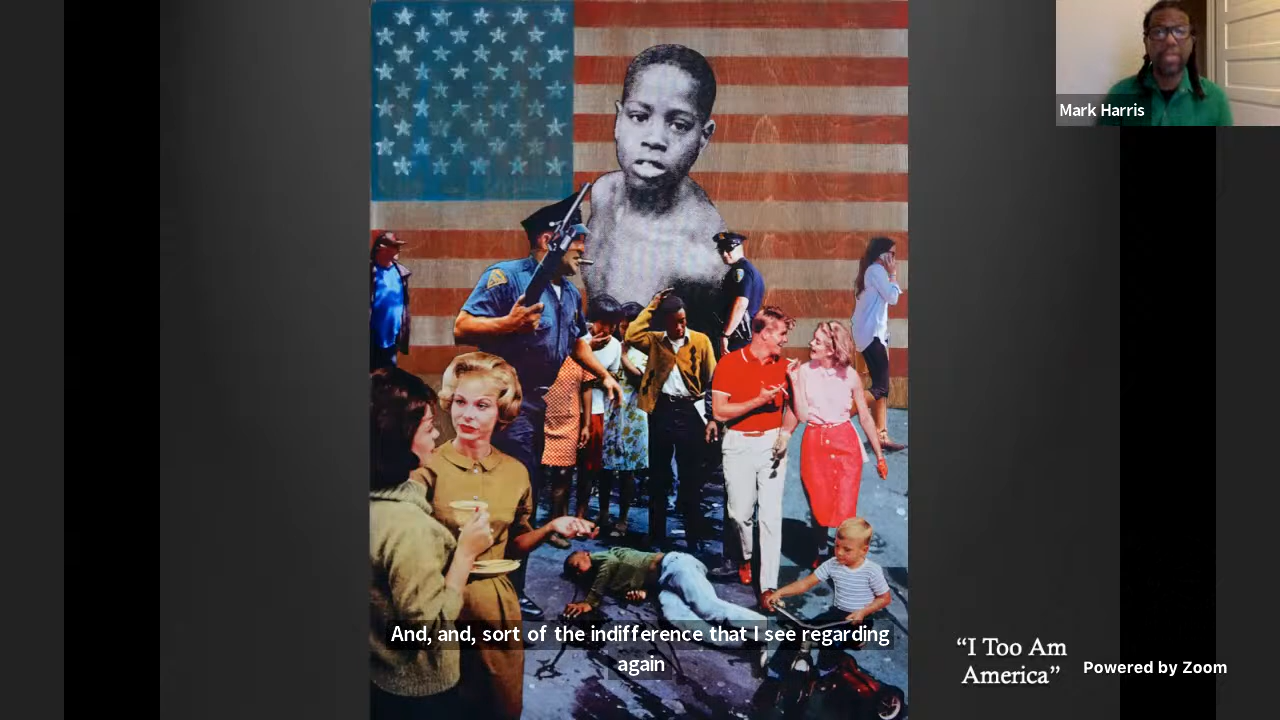 Mark Harris
And, and, sort of the indifference that I see regarding
again
“I Too Am
America”
Powered by Zoom